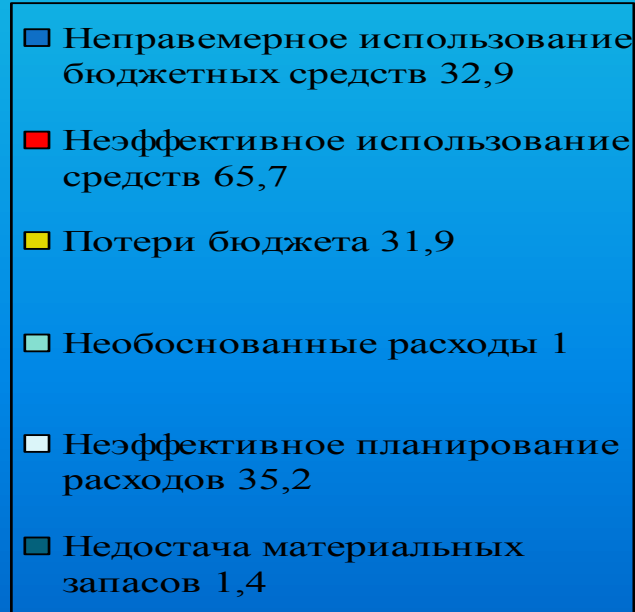 Неправемерное использование
бюджетных средств 32,9
Неэффективное использование
средств 65,7
Потери бюджета 31,9
Необоснованные расходы 1
Неэффективное планирование
расходов 35,2
Недостача материальных
запасов 1,4